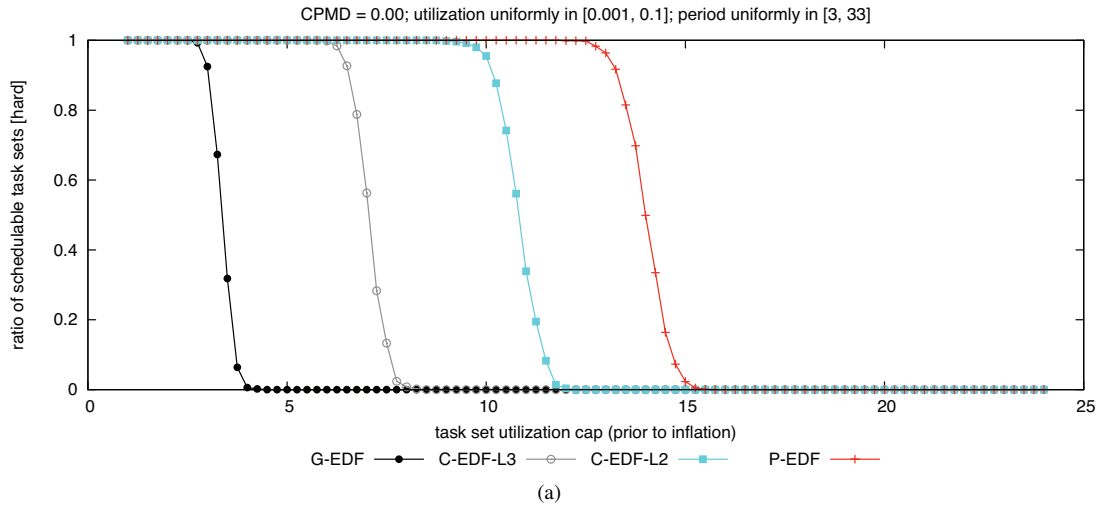 CPMD = 0.00; utilization uniformly in [0.001, 0.1]; period uniformly in [3, 33]
ratio of schedulable task sets [hard]
1
0.8
0.6
0.4
0.2
0
0 5 10 15 20 25
task set utilization cap (prior to inflation)
G-EDF C-EDF-L3 C-EDF-L2 P-EDF
(a)